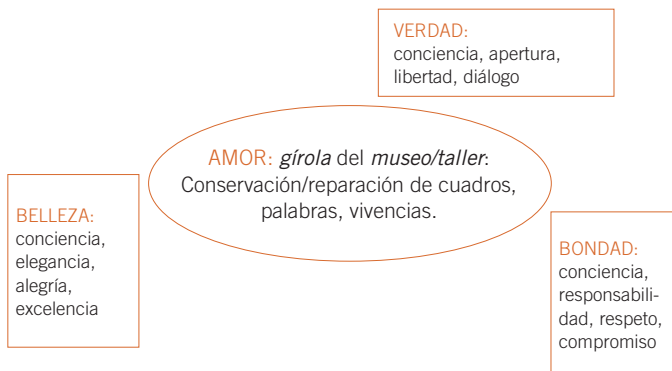 VERDAD:
conciencia, apertura,
libertad, diálogo
AMOR: gírola del museo/taller:
Conservación/reparación de cuadros,
palabras, vivencias.
BELLEZA:
conciencia,
elegancia,
alegría,
excelencia
BONDAD:
conciencia,
responsabili-
dad, respeto,
compromiso